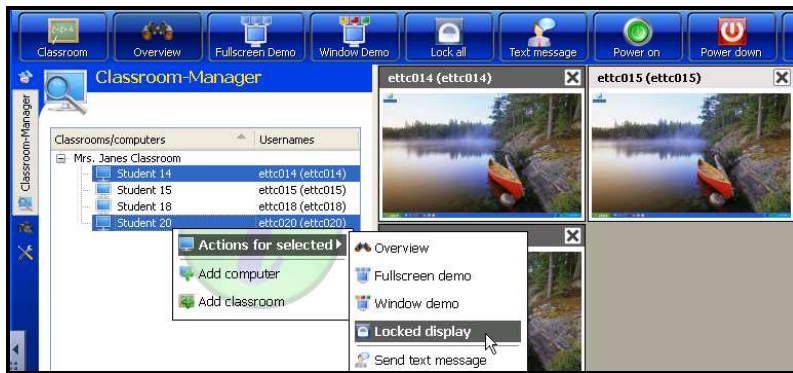 Classroom
Overview
Fullscreen Demo
Window Demo
Lock all
Text message
Power on
Power down
Classroom-Manager
Classroom-Manager
ettc014 (ettc014)
ettc015 (ettc015)
Classrooms/computers
Usernames
Mrs. Janes Classroom
Student 14 ettc014 (ettc014)
Student 15 ettc015 (ettc015)
Student 18 ettc018 (ettc018)
Student 20 ettc020 (ettc020)
Actions for selected
Add computer
Add classroom
Overview
Fullscreen demo
Window demo
Locked display
Send text message